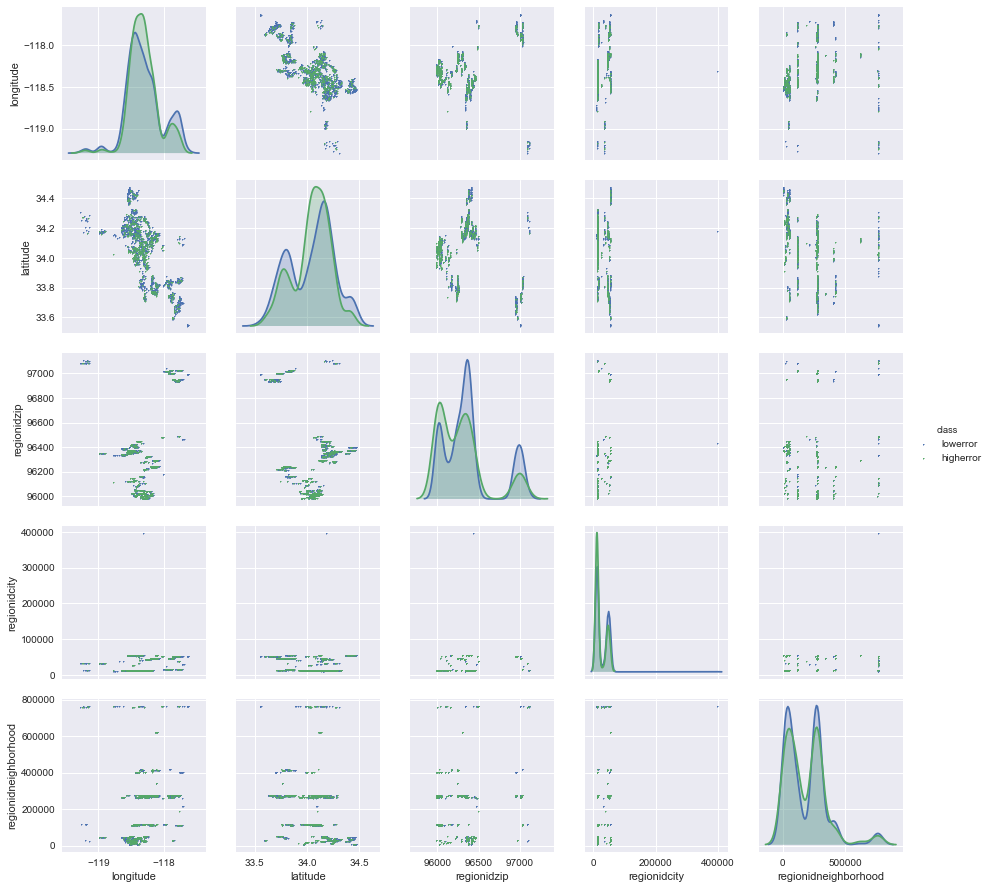 longitude
−118.0
−118.5
−119.0
latitude
34.4
34.2
34.0
33.8
33.6
regionidzip
97000
96800
96600
96400
96200
96000
class
lowerror
higherror
regionidcity
400000
300000
200000
100000
0
regionidneighborhood
800000
600000
400000
200000
0
−119 −118
longitude
33.5 34.0 34.5
latitude
96000 96500 97000
regionidzip
0 200000 400000
regionidcity
0 500000
regionidneighborhood